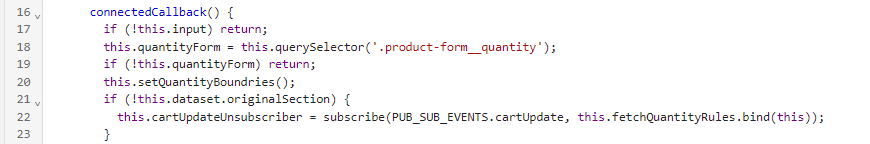 16 connectedCallback() {
17 if (!this.input) return;
18 this.quantityForm = this.querySelector('.product-form__quantity');
19 if (!this.quantityForm) return;
20 this.setQuantityBoundries();
21 if (!this.dataset.originalSection) {
22 this.cartUpdateUnsubscriber = subscribe(PUB_SUB_EVENTS.cartUpdate, this.fetchQuantityRules.bind(this));
23 }